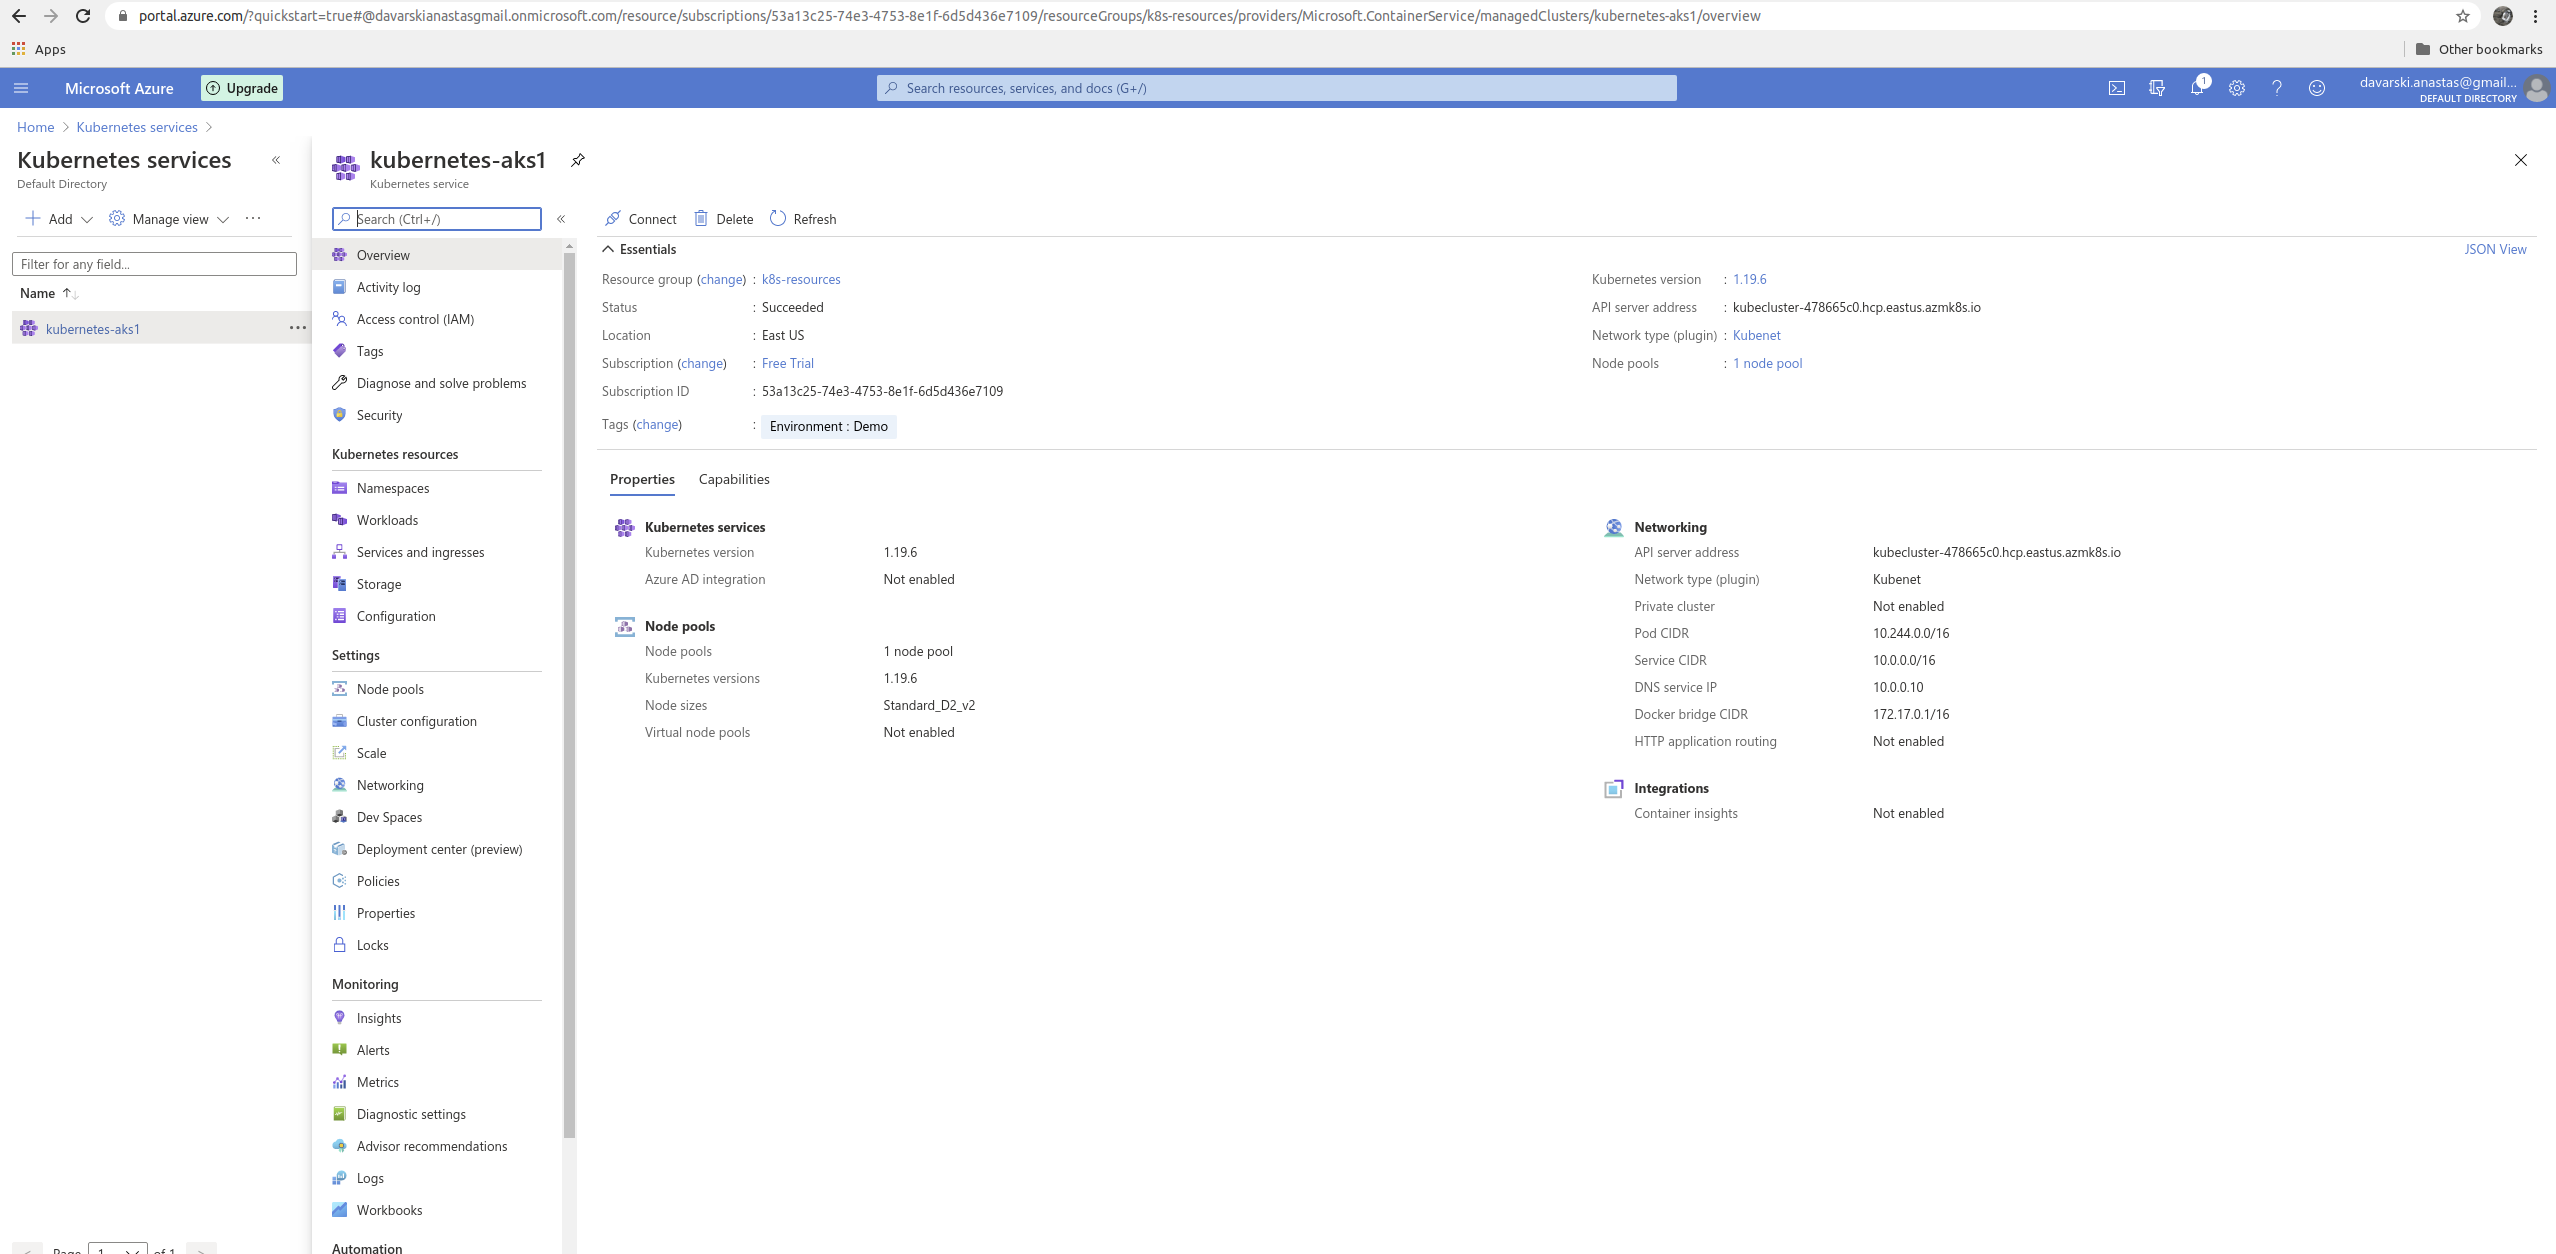 portal.azure.com/?quickstart=true#@davarskianastasgmail.onmicrosoft.com/resource/subscriptions/53a13c25-74e3-4753-8e1f-6d5d436e7109/resourceGroups/k8s-resources/providers/Microsoft.ContainerService/managedClusters/kubernetes-aks1/overview
Apps
Other bookmarks
Microsoft Azure
Upgrade
Search resources, services, and docs (G+/)
1
davarski.anastas@gmail...
DEFAULT DIRECTORY
Home
Kubernetes services
Kubernetes services
Default Directory
Add
Manage view
Filter for any field...
Name
kubernetes-aks1
Page 1 of 1
kubernetes-aks1
Kubernetes service
Search (Ctrl+/)
Overview
Activity log
Access control (IAM)
Tags
Diagnose and solve problems
Security
Kubernetes resources
Namespaces
Workloads
Services and ingresses
Storage
Configuration
Settings
Node pools
Cluster configuration
Scale
Networking
Dev Spaces
Deployment center (preview)
Policies
Properties
Locks
Monitoring
Insights
Alerts
Metrics
Diagnostic settings
Advisor recommendations
Logs
Workbooks
Automation
Connect
Delete
Refresh
Essentials
JSON View
Resource group (change) : k8s-resources
Status : Succeeded
Location : East US
Subscription (change) : Free Trial
Subscription ID : 53a13c25-74e3-4753-8e1f-6d5d436e7109
Tags (change) : Environment : Demo
Kubernetes version : 1.19.6
API server address : kubecluster-478665c0.hcp.eastus.azmk8s.io
Network type (plugin) : Kubenet
Node pools : 1 node pool
Properties
Capabilities
Kubernetes services
Kubernetes version 1.19.6
Azure AD integration Not enabled
Node pools
Node pools 1 node pool
Kubernetes versions 1.19.6
Node sizes Standard_D2_v2
Virtual node pools Not enabled
Networking
API server address kubecluster-478665c0.hcp.eastus.azmk8s.io
Network type (plugin) Kubenet
Private cluster Not enabled
Pod CIDR 10.244.0.0/16
Service CIDR 10.0.0.0/16
DNS service IP 10.0.0.10
Docker bridge CIDR 172.17.0.1/16
HTTP application routing Not enabled
Integrations
Container insights Not enabled